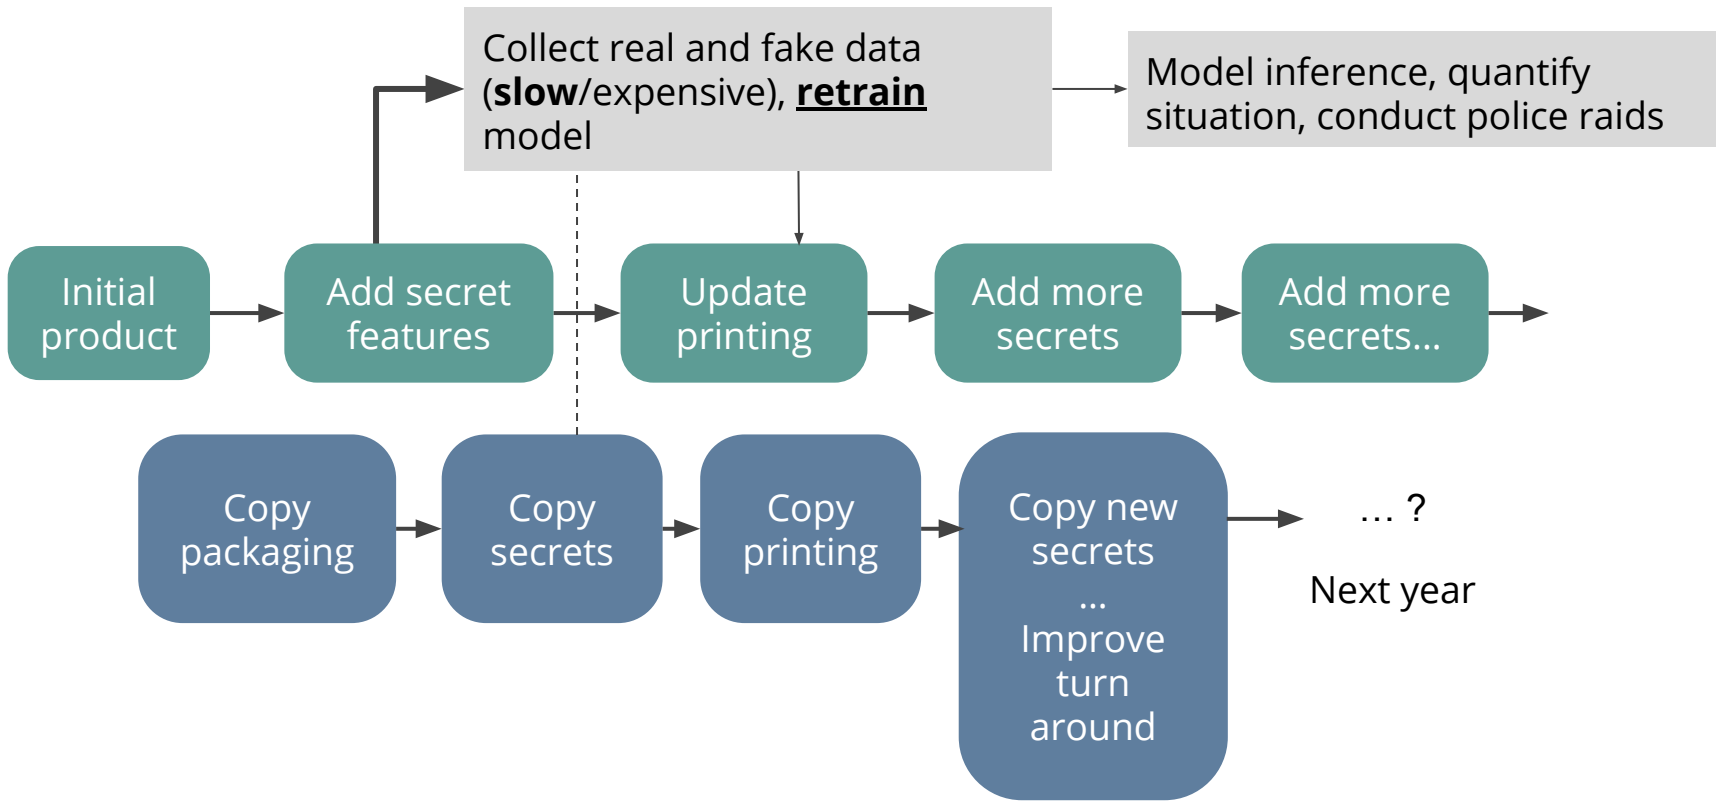 Collect real and fake data
(slow/expensive), retrain
model
Model inference, quantify
situation, conduct police raids
Initial
product
Add secret
features
Update
printing
Add more
secrets
Add more
secrets...
Copy
packaging
Copy
secrets
Copy
printing
Copy new
secrets
...
Improve
turn
around
... ?
Next year